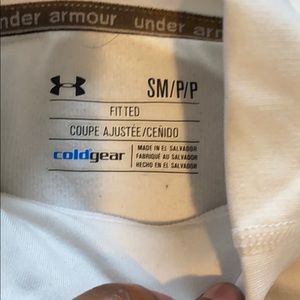 under armour under arm
SM/P/P
FITTED
COUPE AJUSTÉE/CEÑIDO
coldgear
MADE IN EL SALVADOR
FABRIQUÉ AU SALVADOR
HECHO EN EL SALVADOR